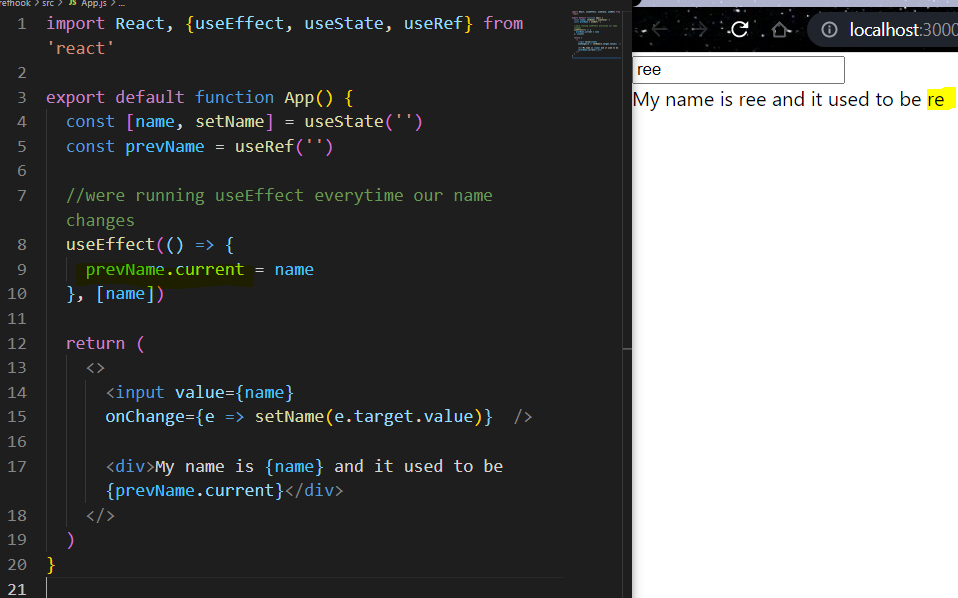 rethook > src > JS App.js > ...
1 import React, {useEffect, useState, useRef} from
'react'
2
3 export default function App() {
4 const [name, setName] = useState('')
5 const prevName = useRef('')
6
7 //were running useEffect everytime our name
changes
8 useEffect(() => {
9 prevName.current = name
10 }, [name])
11
12 return (
13 <>
14 <input value={name}
15 onChange={e => setName(e.target.value)} />
16
17 <div>My name is {name} and it used to be
{prevName.current}</div>
18 </>
19 )
20 }
21
localhost:3000
ree
My name is ree and it used to be re